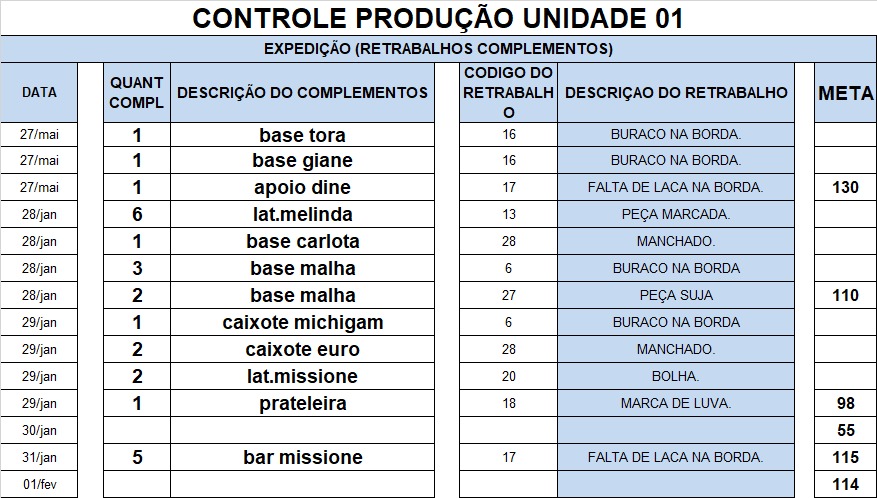 CONTROLE PRODUÇÃO UNIDADE 01
EXPEDIÇÃO (RETRABALHOS COMPLEMENTOS)
DATA QUANT COMPL DESCRIÇÃO DO COMPLEMENTOS CODIGO DO RETRABALHO DESCRIÇAO DO RETRABALHO META
27/mai 1 base tora 16 BURACO NA BORDA.
27/mai 1 base giane 16 BURACO NA BORDA.
27/mai 1 apoio dine 17 FALTA DE LACA NA BORDA. 130
28/jan 6 lat.melinda 13 PEÇA MARCADA.
28/jan 1 base carlota 28 MANCHADO.
28/jan 3 base malha 6 BURACO NA BORDA
28/jan 2 base malha 27 PEÇA SUJA 110
29/jan 1 caixote michigam 6 BURACO NA BORDA
29/jan 2 caixote euro 28 MANCHADO.
29/jan 2 lat.missione 20 BOLHA.
29/jan 1 prateleira 18 MARCA DE LUVA. 98
30/jan 55
31/jan 5 bar missione 17 FALTA DE LACA NA BORDA. 115
01/fev 114